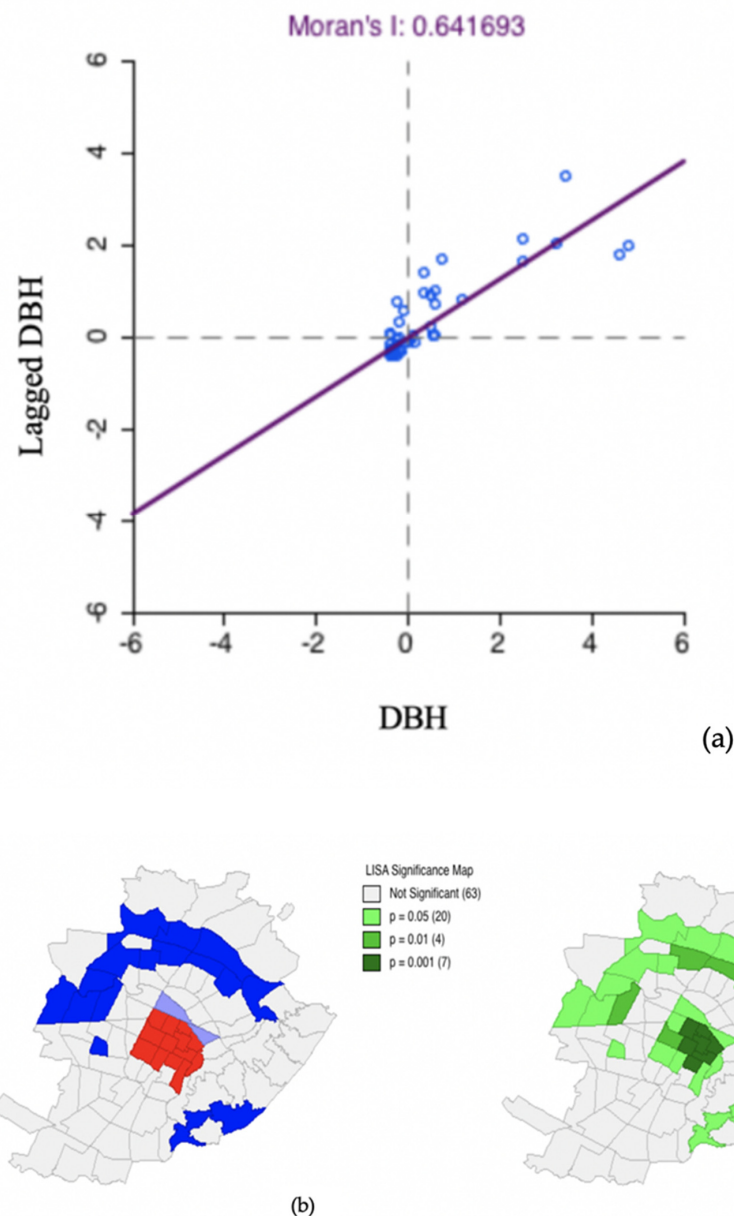 Moran's I: 0.641693
6
4
2
0
-2
-4
-6
Lagged DBH
-6 -4 -2 0 2 4 6
DBH
(a)
LISA Significance Map
Not Significant (63)
p = 0.05 (20)
p = 0.01 (4)
p = 0.001 (7)
(b)